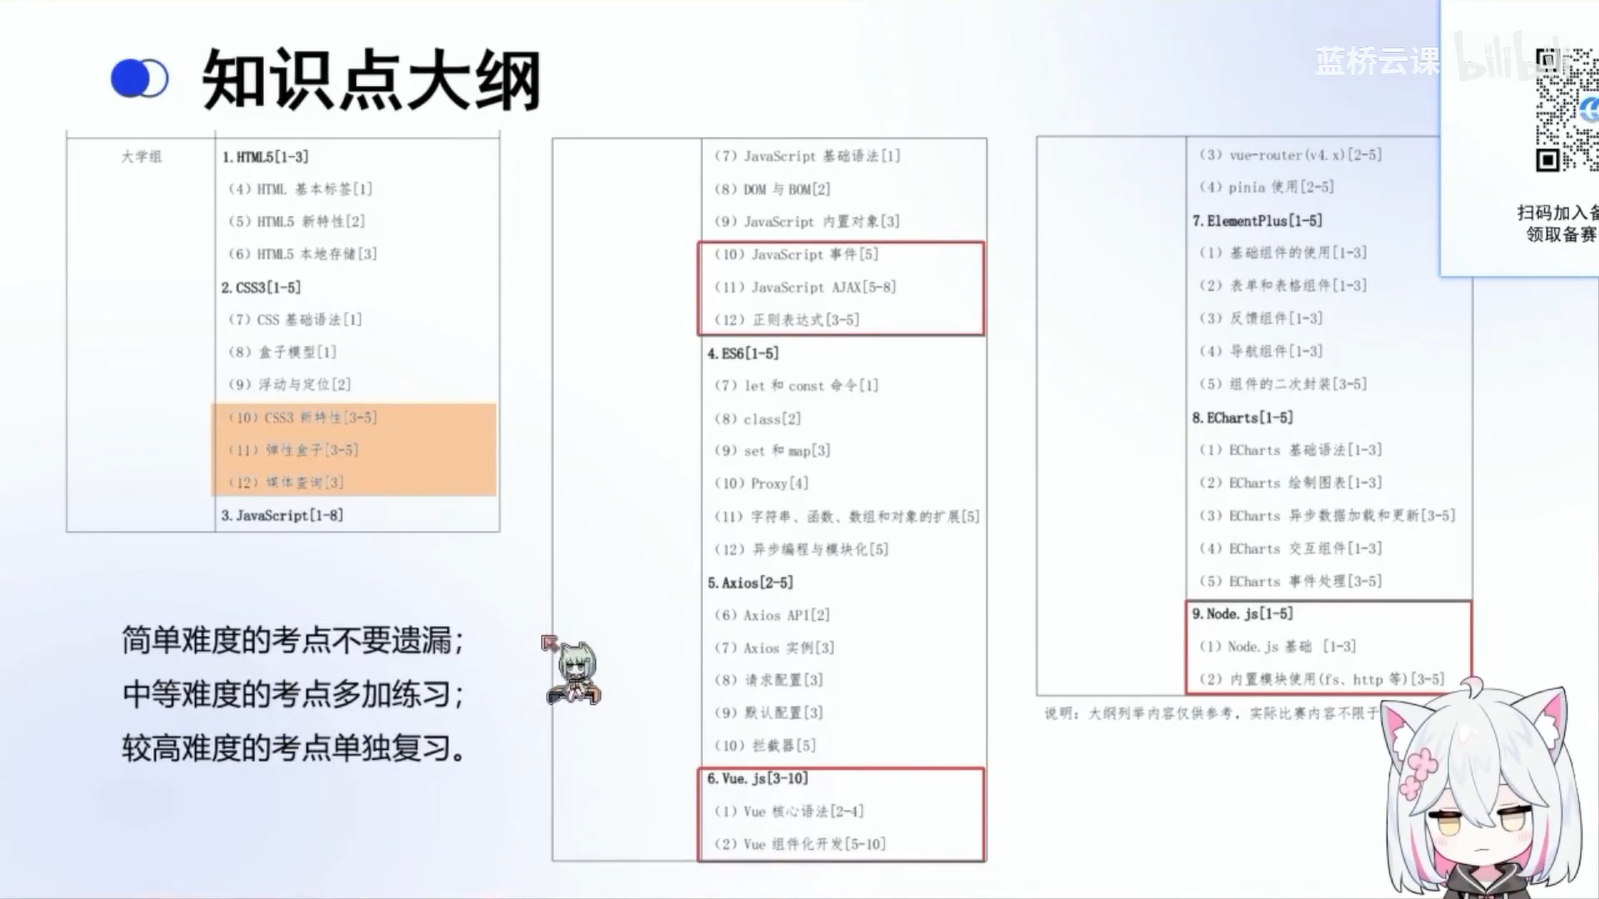 知识点大纲
蓝桥云课
bilibili
大学组
1.HTML5[1-3]
(4) HTML 基本标签[1]
(5) HTML5 新特性[2]
(6) HTML5 本地存储[3]
2.CSS3[1-5]
(7) CSS 基础语法[1]
(8) 盒子模型[1]
(9) 浮动与定位[2]
(10) CSS3 新特性[3-5]
(11) 弹性盒子[3-5]
(12) 媒体查询[3]
3.JavaScript[1-8]
简单难度的考点不要遗漏；
中等难度的考点多加练习；
较高难度的考点单独复习。
(7) JavaScript 基础语法[1]
(8) DOM 与 BOM[2]
(9) JavaScript 内置对象[3]
(10) JavaScript 事件[5]
(11) JavaScript AJAX[5-8]
(12) 正则表达式[3-5]
4.ES6[1-5]
(7) let 和 const 命令[1]
(8) class[2]
(9) set 和 map[3]
(10) Proxy[4]
(11) 字符串、函数、数组和对象的扩展[5]
(12) 异步编程与模块化[5]
5.Axios[2-5]
(6) Axios API[2]
(7) Axios 实例[3]
(8) 请求配置[3]
(9) 默认配置[3]
(10) 拦截器[5]
6.Vue.js[3-10]
(1) Vue 核心语法[2-4]
(2) Vue 组件化开发[5-10]
(3) vue-router(v4.x)[2-5]
(4) pinia 使用[2-5]
7.ElementPlus[1-5]
(1) 基础组件的使用[1-3]
(2) 表单和表格组件[1-3]
(3) 反馈组件[1-3]
(4) 导航组件[1-3]
(5) 组件的二次封装[3-5]
8.ECharts[1-5]
(1) ECharts 基础语法[1-3]
(2) ECharts 绘制图表[1-3]
(3) ECharts 异步数据加载和更新[3-5]
(4) ECharts 交互组件[1-3]
(5) ECharts 事件处理[3-5]
9.Node.js[1-5]
(1) Node.js 基础 [1-3]
(2) 内置模块使用(fs、http 等)[3-5]
说明：大纲列举内容仅供参考，实际比赛内容不限于
扫码加入备
领取备赛